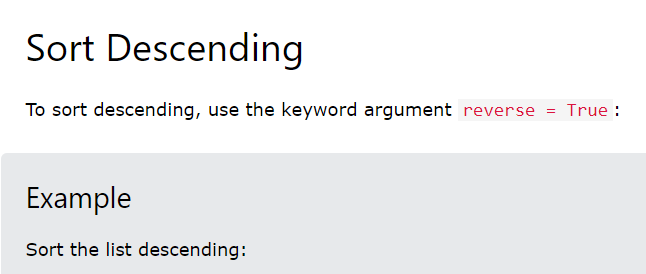 Sort Descending
To sort descending, use the keyword argument reverse = True:
Example
Sort the list descending: